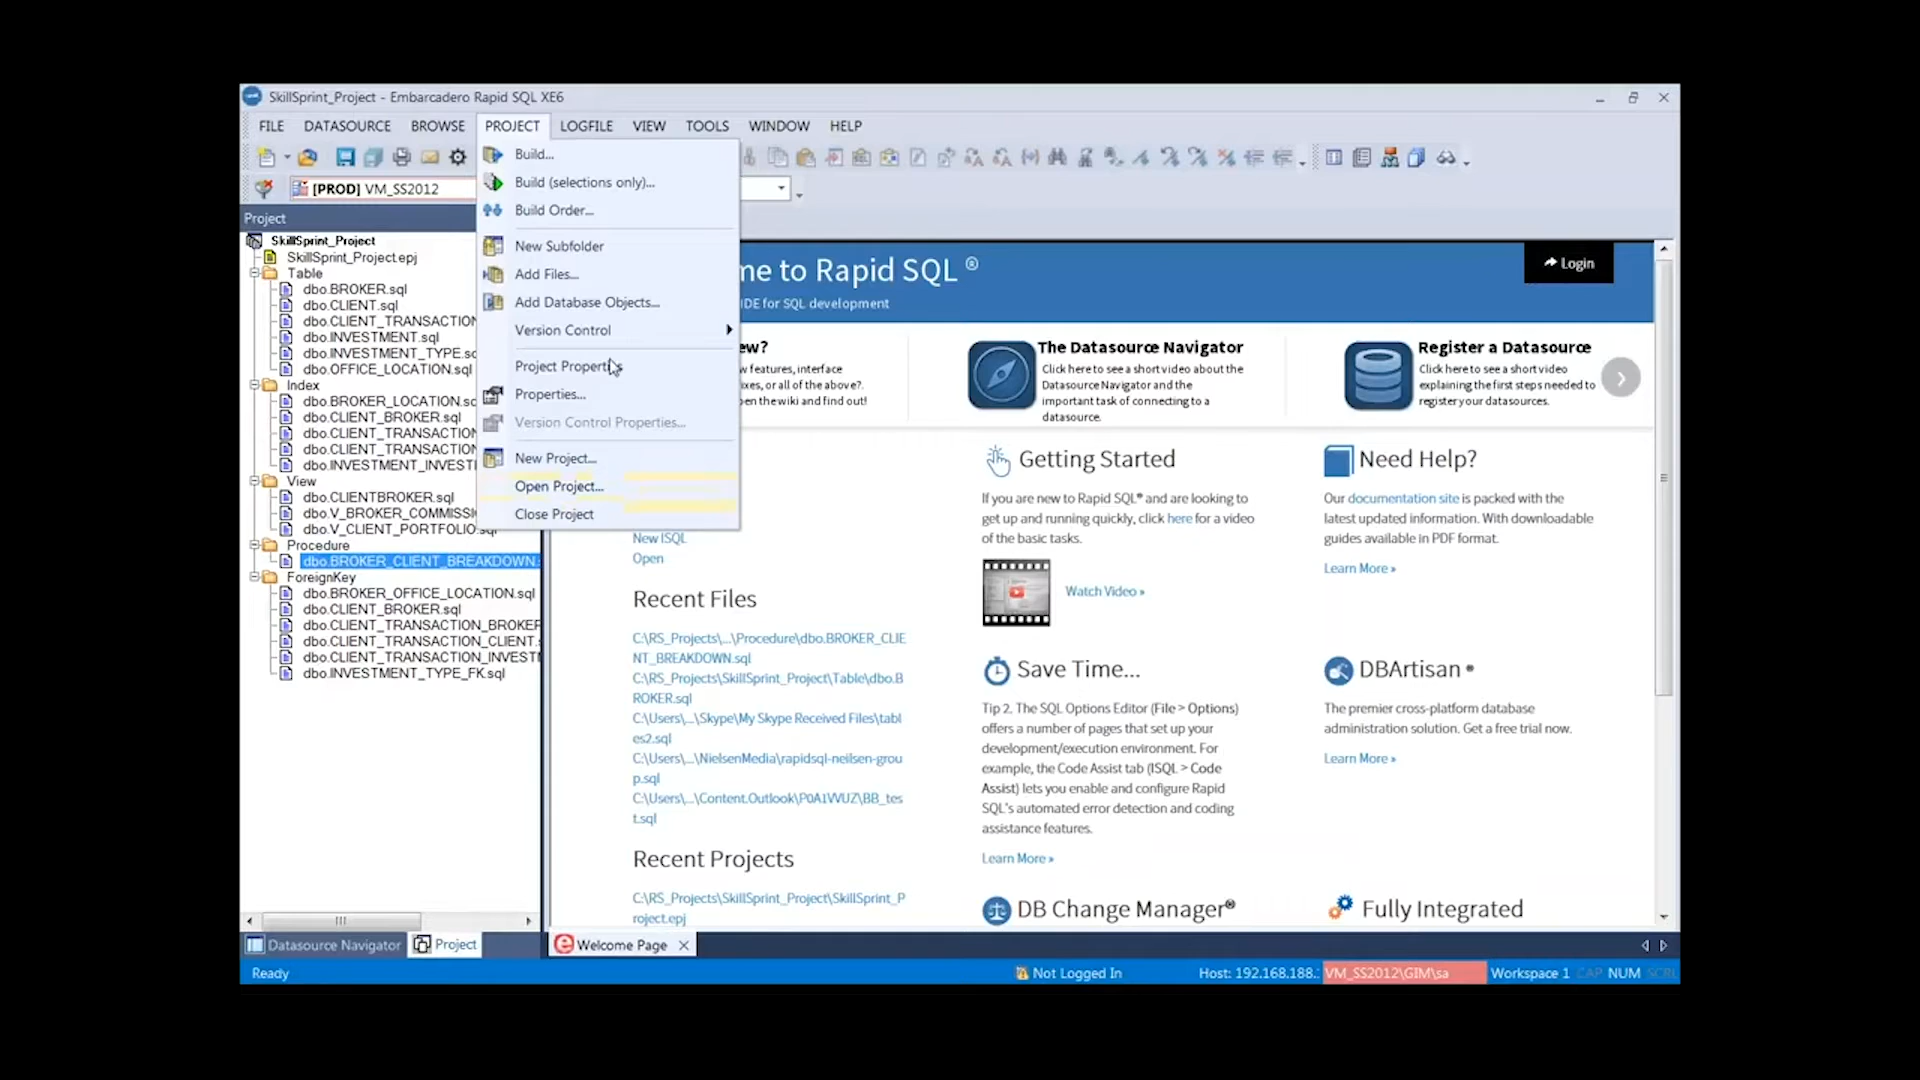 SkillSprint_Project - Embarcadero Rapid SQL XE6
FILE DATASOURCE BROWSE PROJECT LOGFILE VIEW TOOLS WINDOW HELP
[PROD] VM_SS2012
Project
SkillSprint_Project
SkillSprint_Project.epj
Table
dbo.BROKER.sql
dbo.CLIENT.sql
dbo.CLIENT_TRANSACTION
dbo.INVESTMENT.sql
dbo.INVESTMENT_TYPE.sc
dbo.OFFICE_LOCATION.sql
Index
dbo.BROKER_LOCATION.sc
dbo.CLIENT_BROKER.sql
dbo.CLIENT_TRANSACTION
dbo.CLIENT_TRANSACTION
dbo.INVESTMENT_INVESTI
View
dbo.CLIENTBROKER.sql
dbo.V_BROKER_COMMISSI
dbo.V_CLIENT_PORTFOLIO.sql
Procedure
dbo.BROKER_CLIENT_BREAKDOWN.
ForeignKey
dbo.BROKER_OFFICE_LOCATION.sql
dbo.CLIENT_BROKER.sql
dbo.CLIENT_TRANSACTION_BROKER
dbo.CLIENT_TRANSACTION_CLIENT.
dbo.CLIENT_TRANSACTION_INVEST
dbo.INVESTMENT_TYPE_FK.sql
Build...
Build (selections only)...
Build Order...
New Subfolder
Add Files...
Add Database Objects...
Version Control
Project Properties
Properties...
Version Control Properties...
New Project...
Open Project...
Close Project
me to Rapid SQL ®
IDE for SQL development
Login
ew?
w features, interface
ixes, or all of the above?.
pen the wiki and find out!
The Datasource Navigator
Click here to see a short video about the
Datasource Navigator and the
important task of connecting to a
datasource.
Register a Datasource
Click here to see a short video
explaining the first steps needed to
register your datasources.
New ISQL
Open
Recent Files
C:\RS_Projects\...\Procedure\dbo.BROKER_CLIE
NT_BREAKDOWN.sql
C:\RS_Projects\SkillSprint_Project\Table\dbo.B
ROKER.sql
C:\Users\...\Skype\My Skype Received Files\tabl
es2.sql
C:\Users\...\NielsenMedia\rapidsql-neilsen-grou
p.sql
C:\Users\...\Content.Outlook\P0A1VVUZ\BB_tes
t.sql
Recent Projects
C:\RS_Projects\SkillSprint_Project\SkillSprint_P
roject.epj
Getting Started
If you are new to Rapid SQL® and are looking to
get up and running quickly, click here for a video
of the basic tasks.
Watch Video »
Save Time...
Tip 2. The SQL Options Editor (File > Options)
offers a number of pages that set up your
development/execution environment. For
example, the Code Assist tab (ISQL > Code
Assist) lets you enable and configure Rapid
SQL's automated error detection and coding
assistance features.
Learn More »
DB Change Manager®
Need Help?
Our documentation site is packed with the
latest updated information. With downloadable
guides available in PDF format.
Learn More »
DBArtisan ®
The premier cross-platform database
administration solution. Get a free trial now.
Learn More »
Fully Integrated
Datasource Navigator Project Welcome Page
Ready Not Logged In Host: 192.168.188.: VM_SS2012\GIM\sa Workspace 1 CAP NUM SCRL